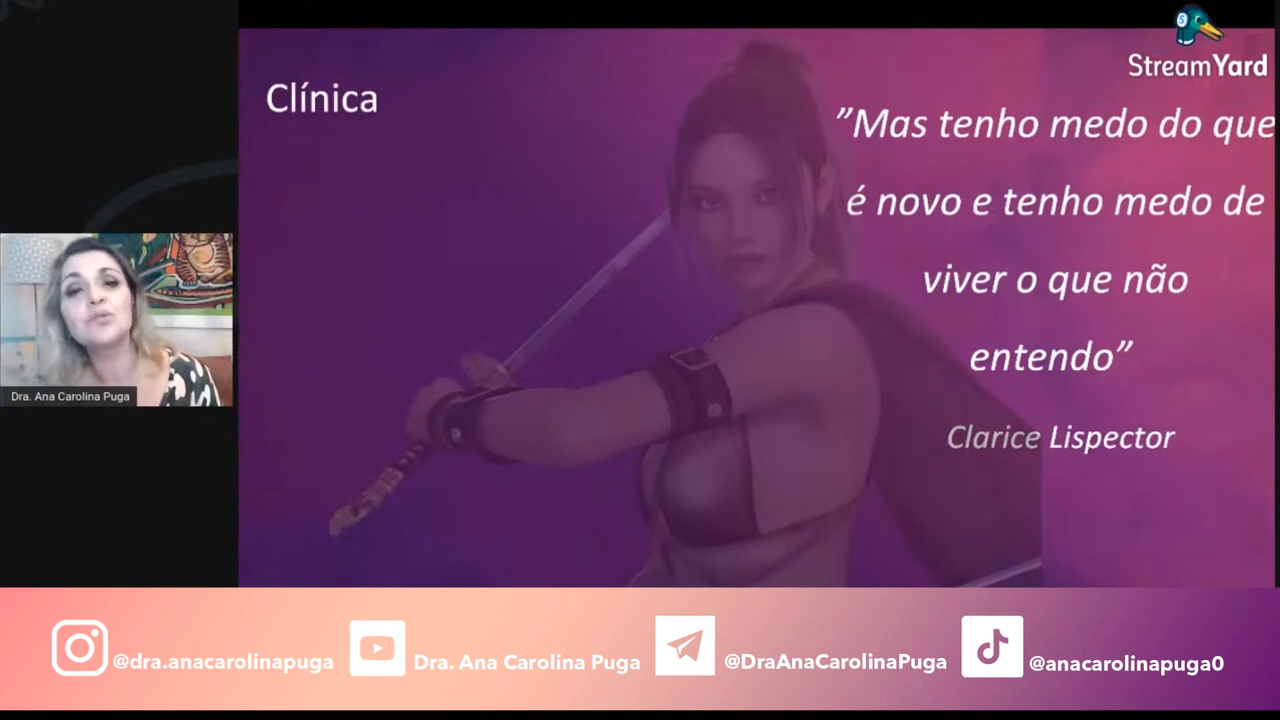 StreamYard
Clínica
”Mas tenho medo do que
é novo e tenho medo de
viver o que não
entendo”
Clarice Lispector
Dra. Ana Carolina Puga
@dra.anacarolinapuga
Dra. Ana Carolina Puga
@DraAnaCarolinaPuga
@anacarolinapuga0